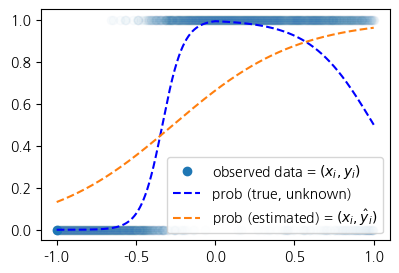 1.0
0.8
0.6
0.4
0.2
0.0
observed data = (xᵢ, yᵢ)
prob (true, unknown)
prob (estimated) = (xᵢ, ŷᵢ)
-1.0 -0.5 0.0 0.5 1.0